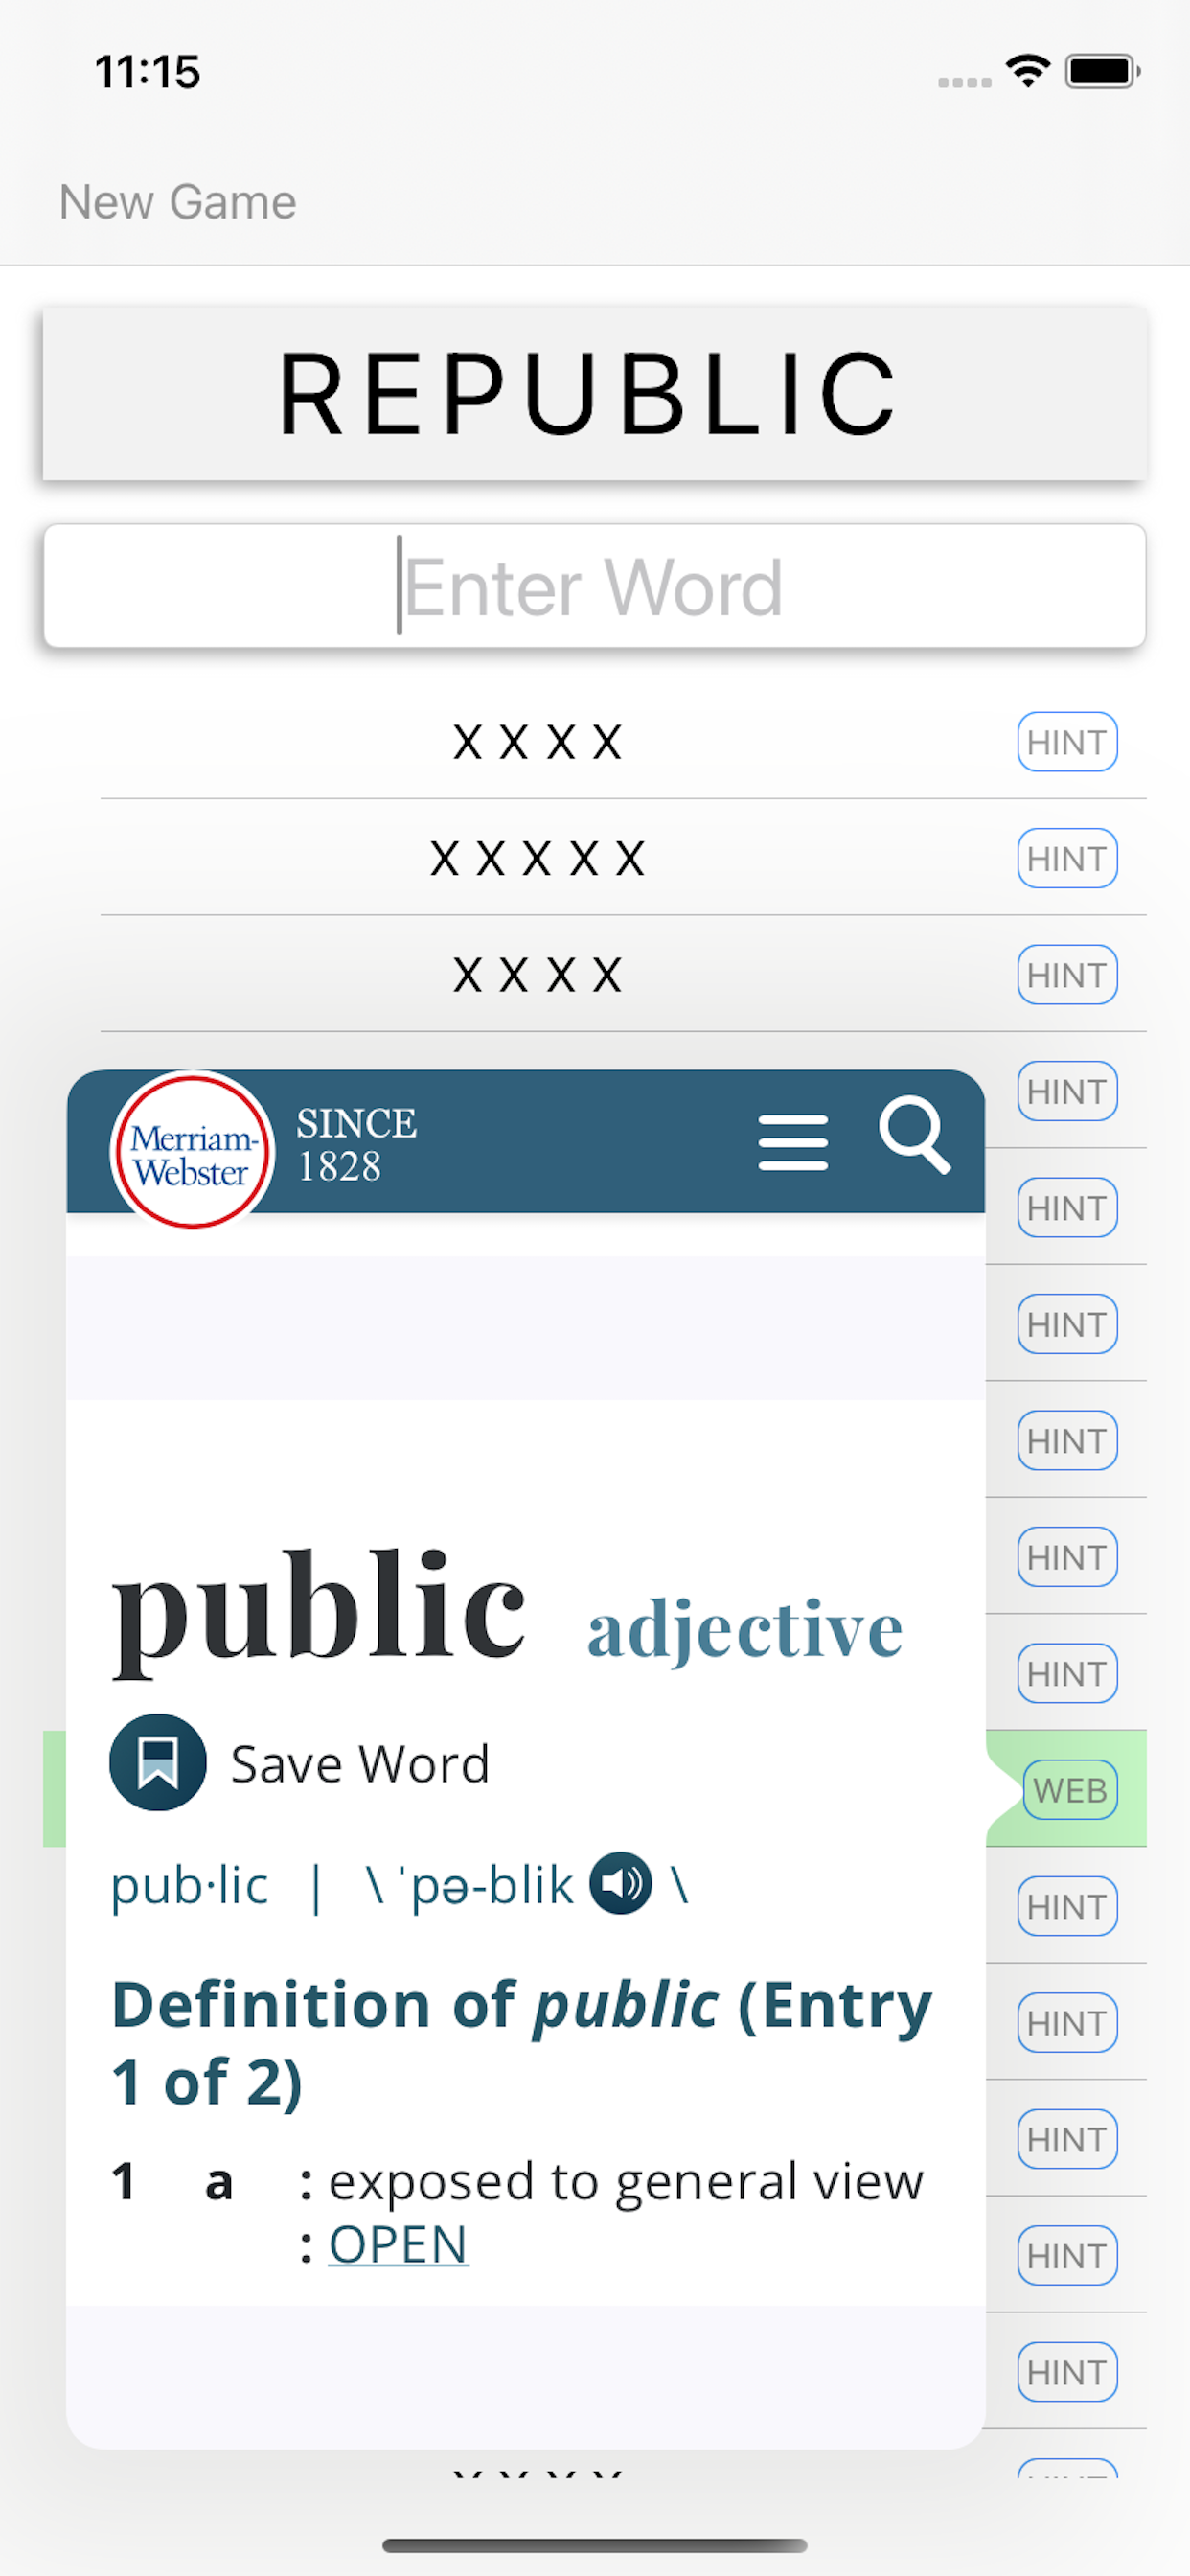 11:15
New Game
REPUBLIC
Enter Word
X X X X HINT
X X X X X HINT
X X X X HINT
HINT
HINT
HINT
HINT
HINT
HINT
WEB
HINT
HINT
HINT
HINT
HINT
Merriam-
Webster
SINCE
1828
public adjective
Save Word
pub·lic | \ ˈpə-blik \
Definition of public (Entry
1 of 2)
1 a : exposed to general view
: OPEN